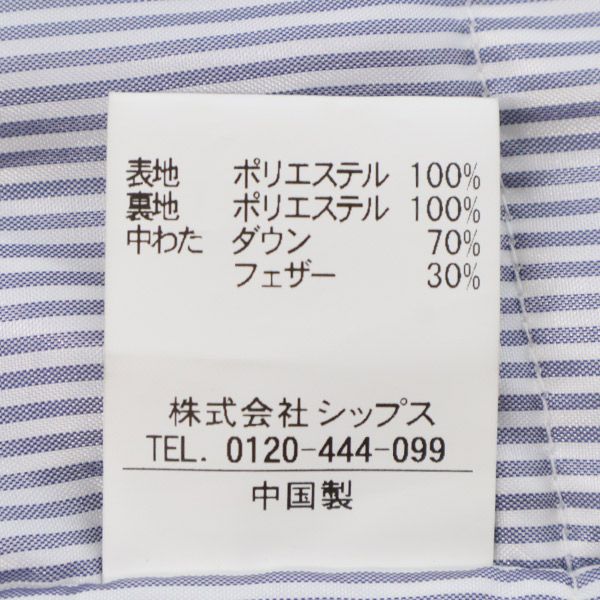 表地 ポリエステル 100%
裏地 ポリエステル 100%
中わた ダウン 70%
フェザー 30%
株式会社 シップス
TEL. 0120-444-099
中国製